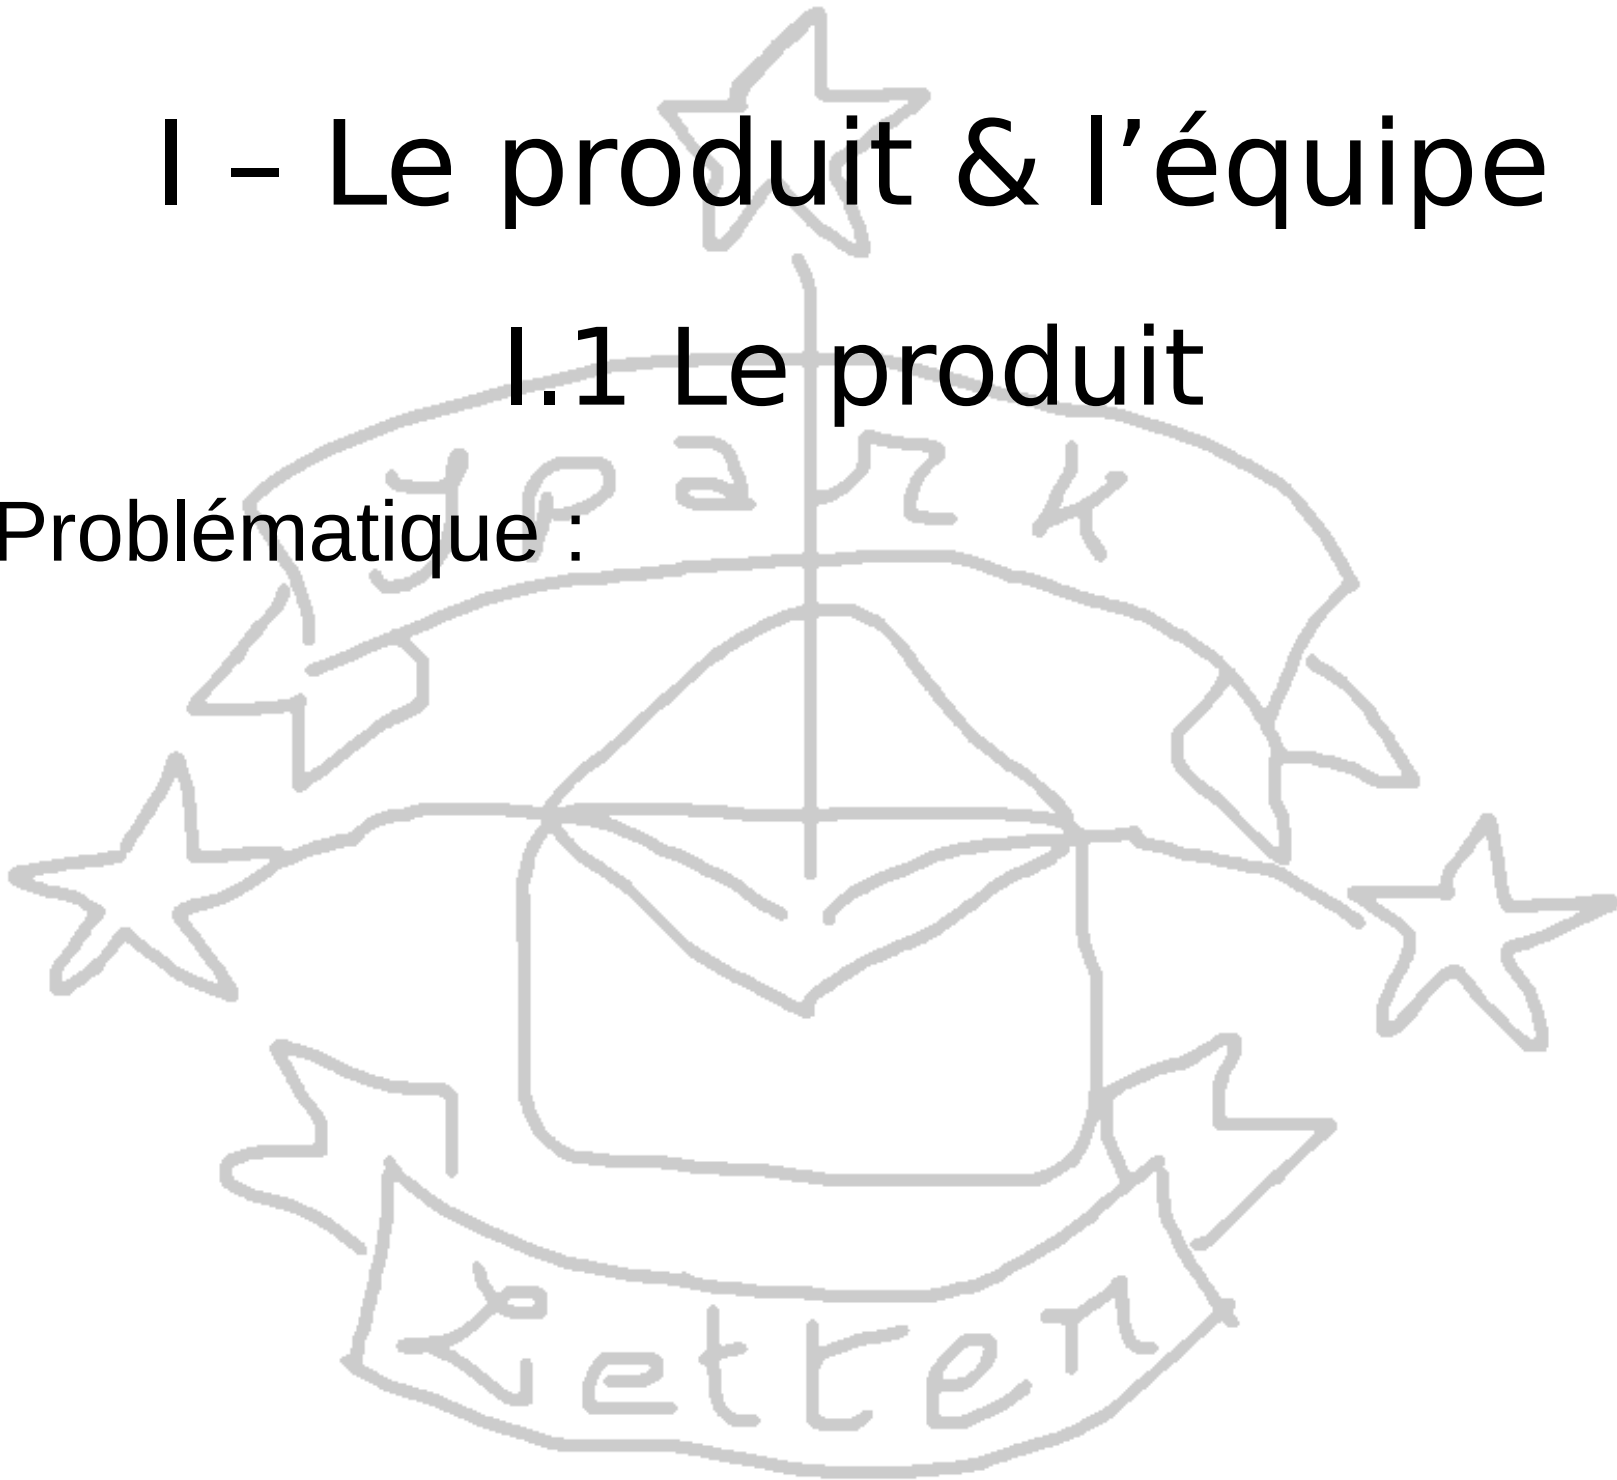 I – Le produit & l’équipe
I.1 Le produit
Problématique :
Spark
Letter